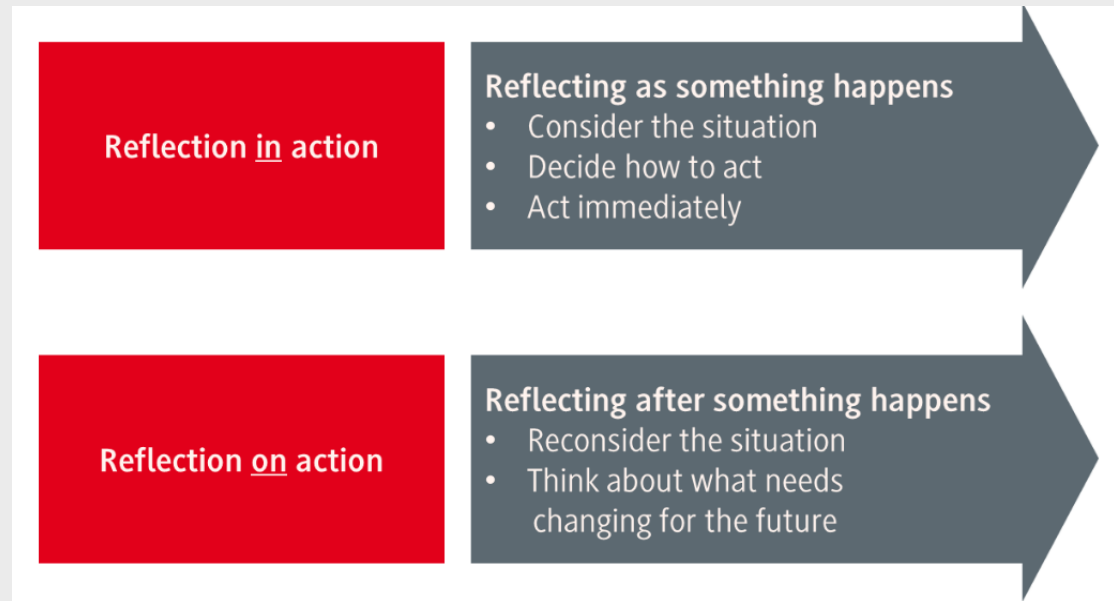 Reflection in action
Reflecting as something happens
• Consider the situation
• Decide how to act
• Act immediately
Reflection on action
Reflecting after something happens
• Reconsider the situation
• Think about what needs
changing for the future